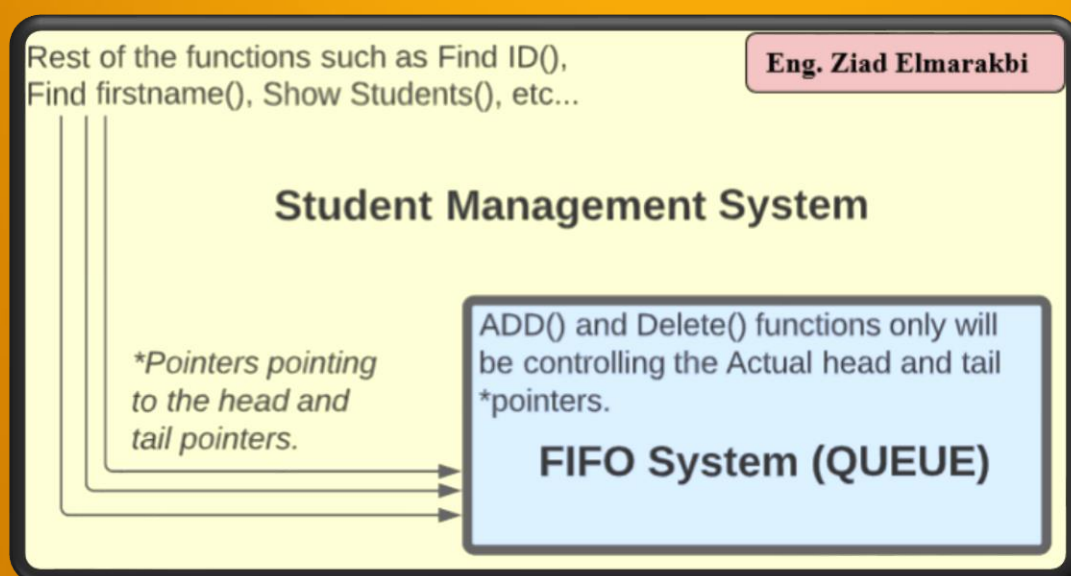 Rest of the functions such as Find ID(),
Find firstname(), Show Students(), etc...
Eng. Ziad Elmarakbi
Student Management System
*Pointers pointing
to the head and
tail pointers.
ADD() and Delete() functions only will
be controlling the Actual head and tail
*pointers.
FIFO System (QUEUE)